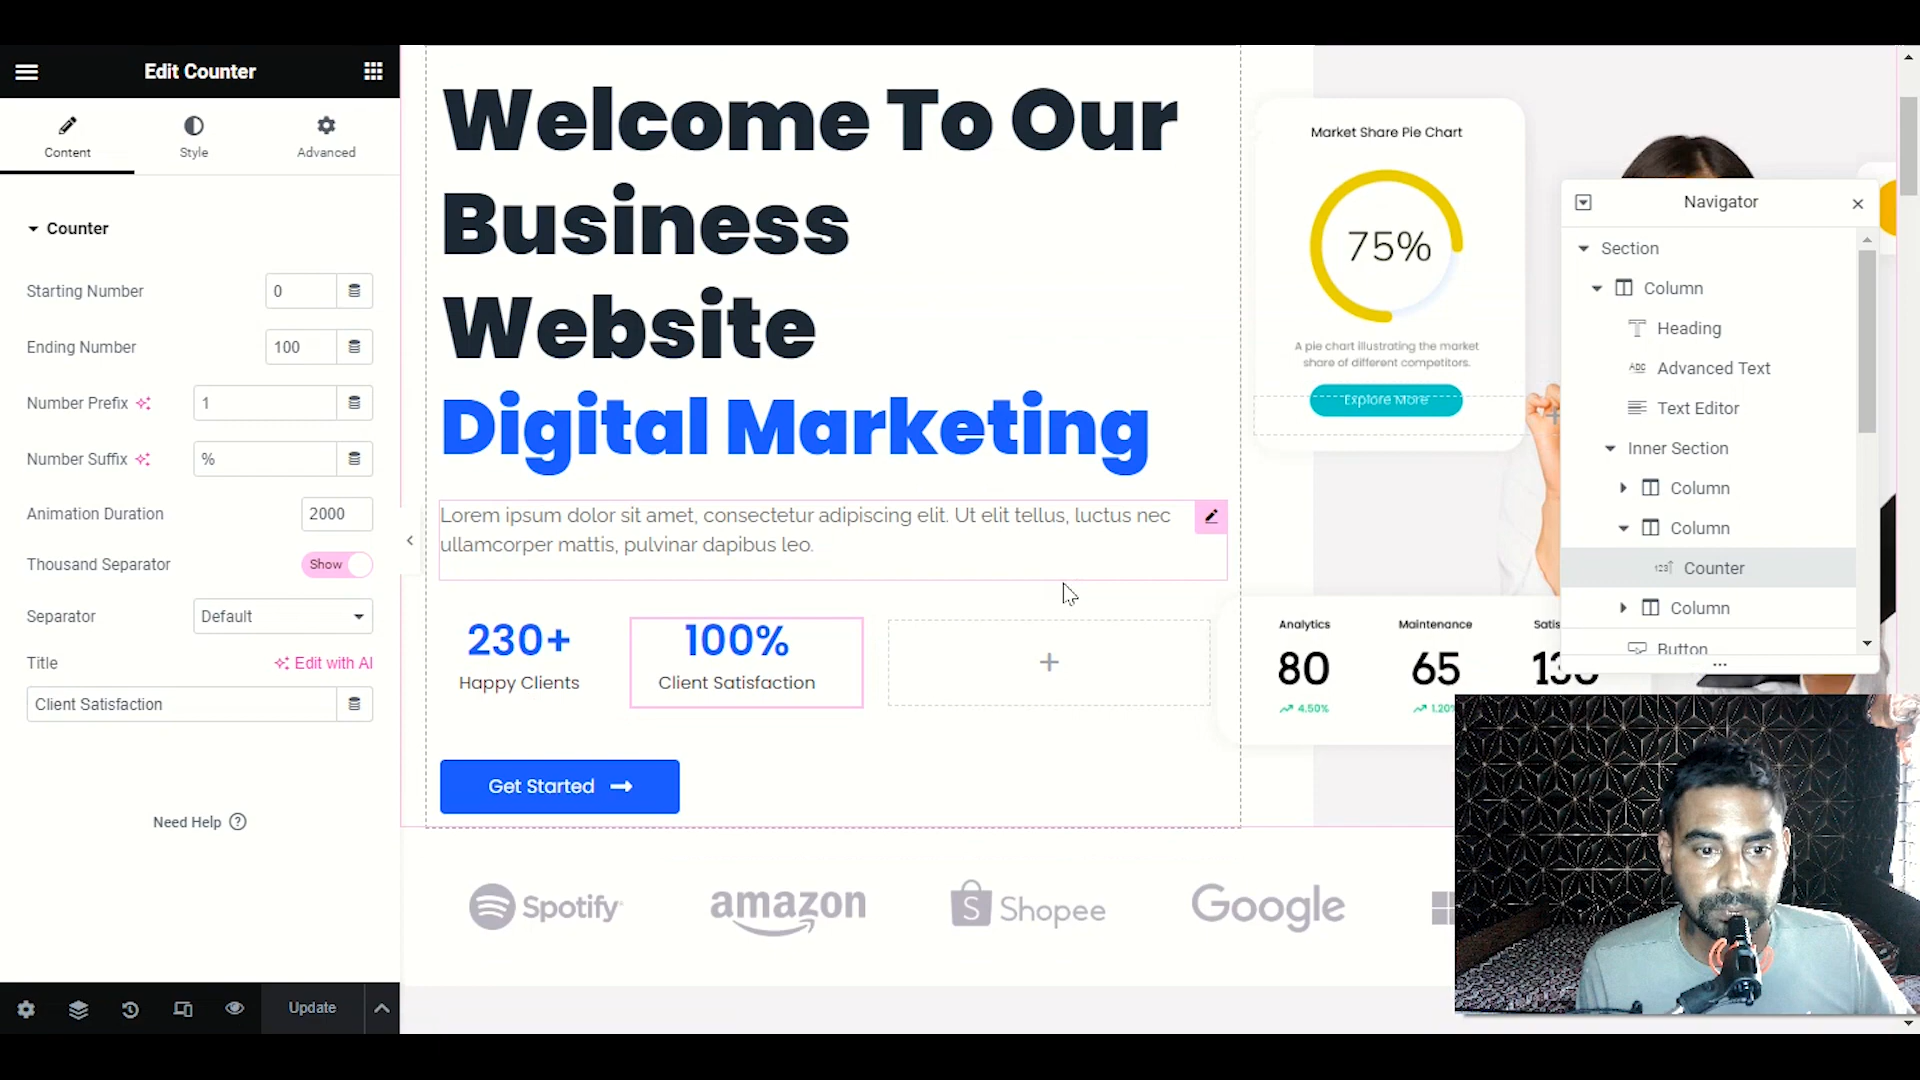 Edit Counter
Content
Style
Advanced
Counter
Starting Number
0
Ending Number
100
Number Prefix
1
Number Suffix
%
Animation Duration
2000
Thousand Separator
Show
Separator
Default
Title
Edit with AI
Client Satisfaction
Need Help
Update
Welcome To Our
Business
Website
Digital Marketing
Lorem ipsum dolor sit amet, consectetur adipiscing elit. Ut elit tellus, luctus nec
ullamcorper mattis, pulvinar dapibus leo.
230+
Happy Clients
100%
Client Satisfaction
Get Started
Spotify
amazon
Shopee
Google
Market Share Pie Chart
75%
A pie chart illustrating the market
share of different competitors.
Explore More
Analytics
80
4.50%
Maintenance
65
1.20%
Navigator
Section
Column
Heading
Advanced Text
Text Editor
Inner Section
Column
Column
Counter
Column
Button